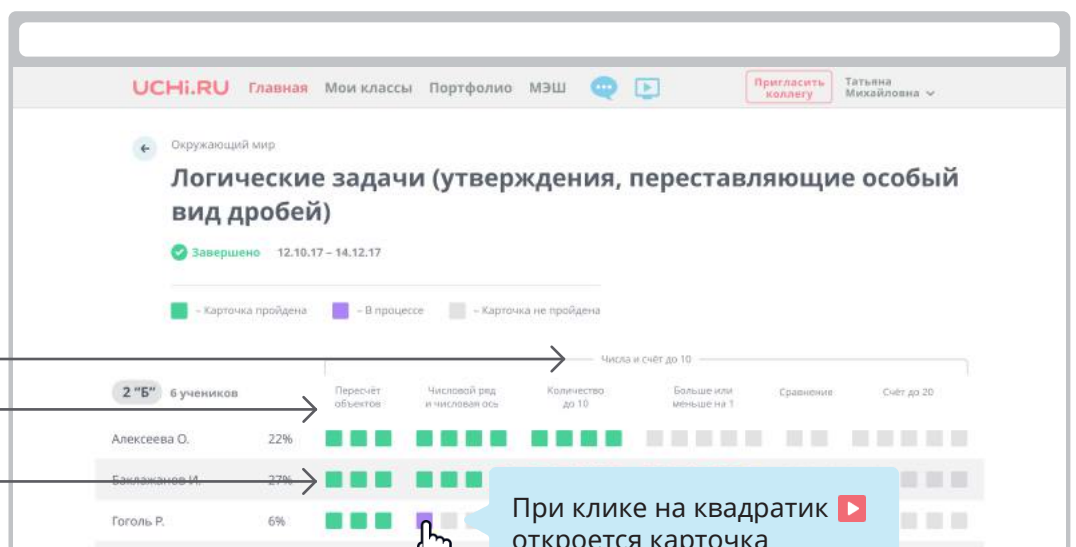 UCHi.RU Главная Мои классы Портфолио МЭШ Пригласить коллегу Татьяна Михайловна
Окружающий мир
Логические задачи (утверждения, переставляющие особый
вид дробей)
Завершено 12.10.17 – 14.12.17
– Карточка пройдена – В процессе – Карточка не пройдена
Числа и счёт до 10
2 "Б" 6 учеников
Пересчёт объектов
Числовой ряд и числовая ось
Количество до 10
Больше или меньше на 1
Сравнение
Счёт до 20
Алексеева О. 22%
Баклажанов И. 27%
Гоголь Р. 6%
При клике на квадратик
откроется карточка